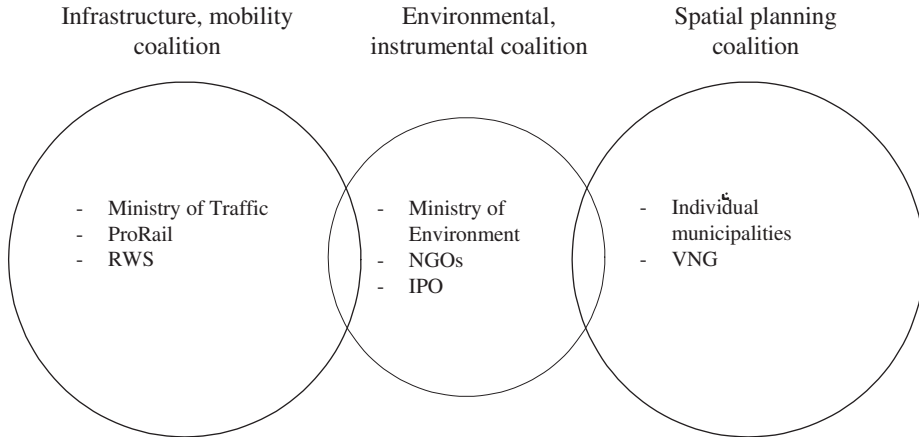 Infrastructure, mobility
coalition
Environmental,
instrumental coalition
Spatial planning
coalition
- Ministry of Traffic
- ProRail
- RWS
- Ministry of
Environment
- NGOs
- IPO
- Individual
municipalities
- VNG